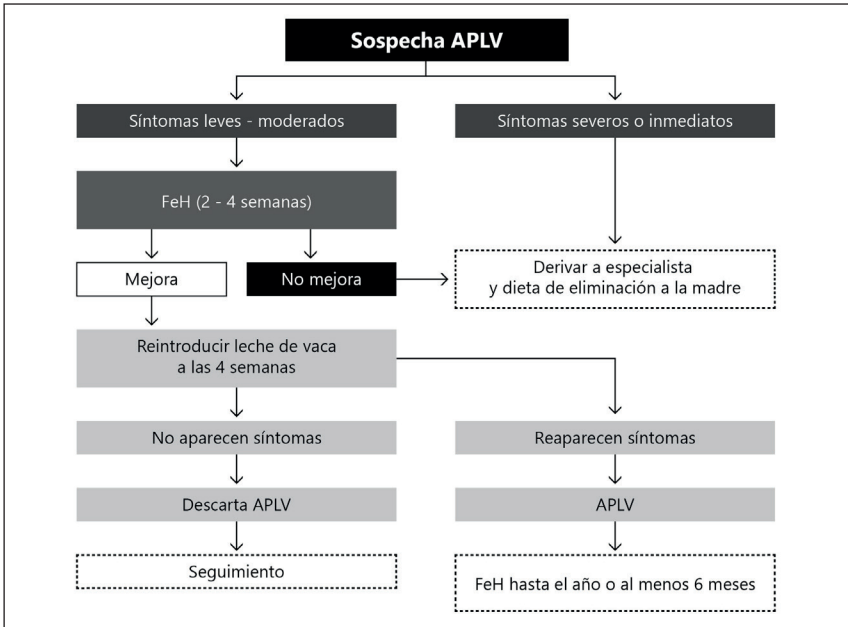 Sospecha APLV
Síntomas leves - moderados
Síntomas severos o inmediatos
FeH (2 - 4 semanas)
Mejora
No mejora
Derivar a especialista
y dieta de eliminación a la madre
Reintroducir leche de vaca
a las 4 semanas
No aparecen síntomas
Reaparecen síntomas
Descarta APLV
APLV
Seguimiento
FeH hasta el año o al menos 6 meses